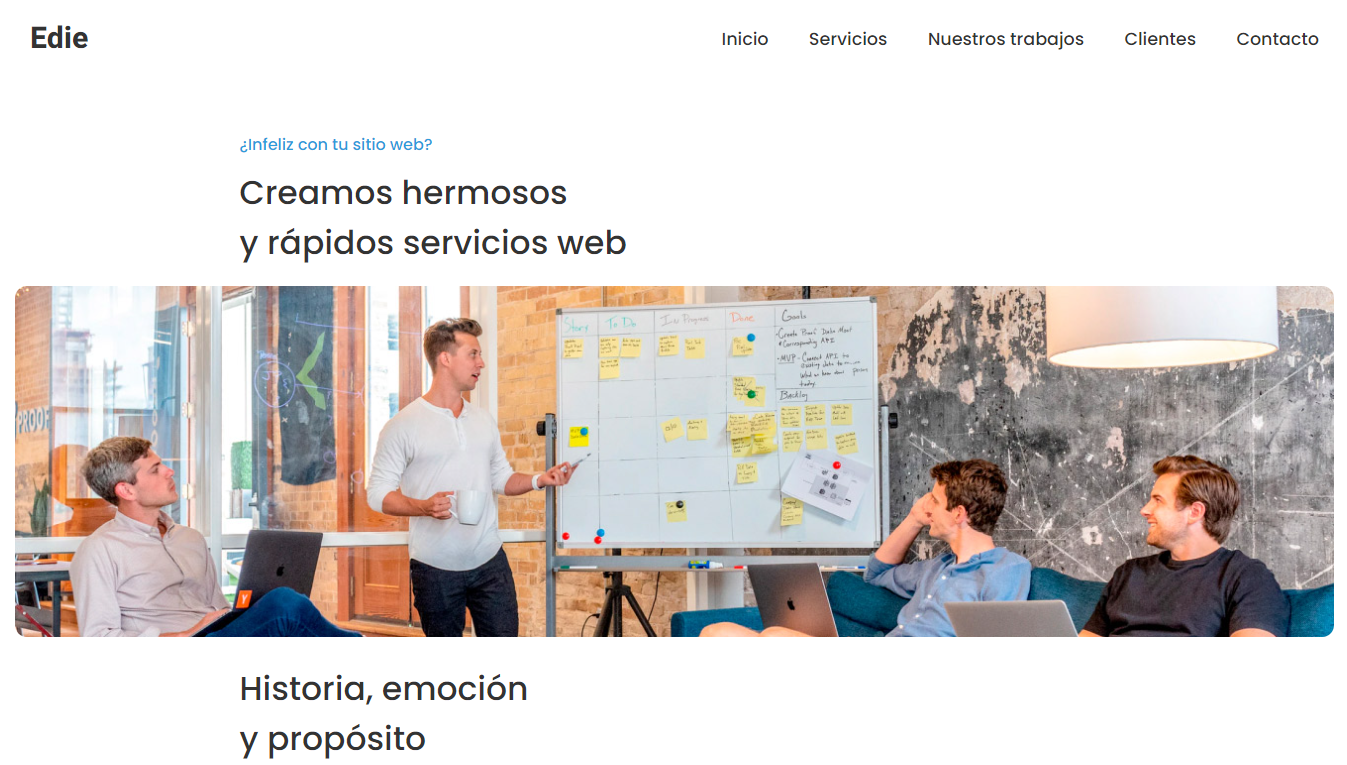 Edie
Inicio Servicios Nuestros trabajos Clientes Contacto
¿Infeliz con tu sitio web?
Creamos hermosos
y rápidos servicios web
PROOF
Story To Do In Progress Done Goals
Backlog
Historia, emoción
y propósito